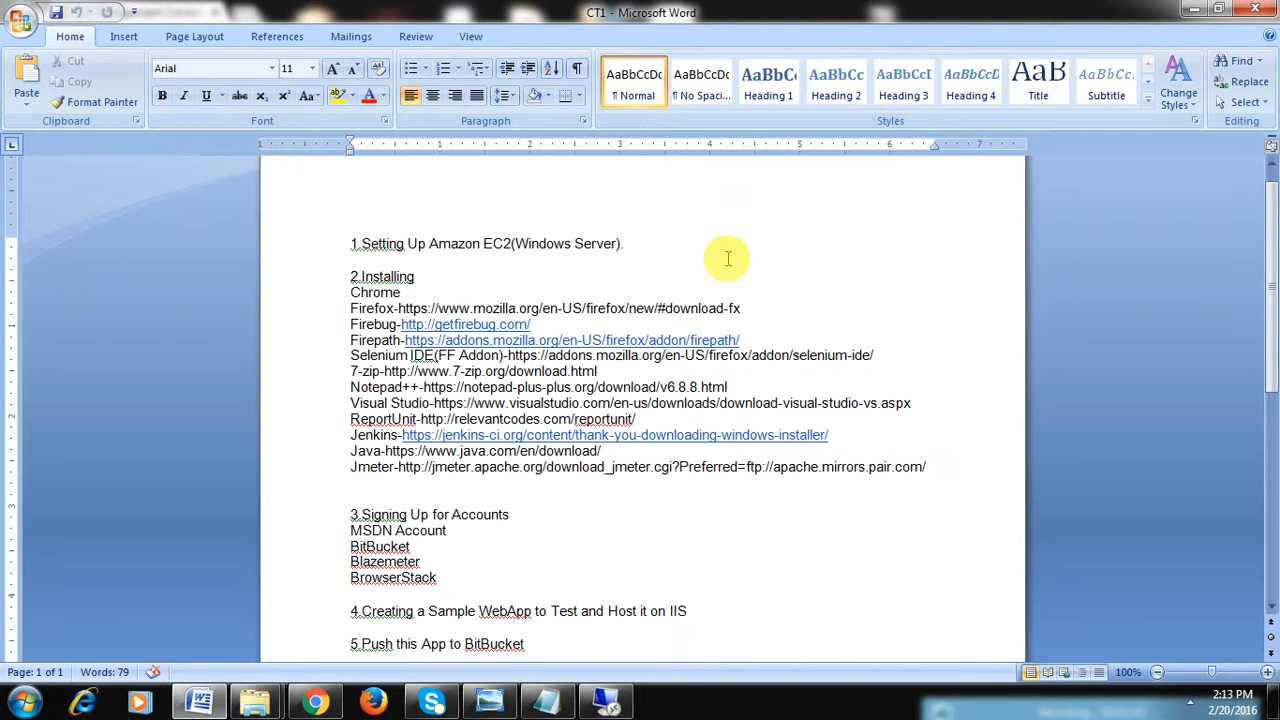 CT1 - Microsoft Word
Home Insert Page Layout References Mailings Review View
Paste
Cut
Copy
Format Painter
Clipboard
Arial 11
Font
Paragraph
AaBbCcDc AaBbCcDc AaBbC AaBbCc AaBbCcI AaBbCcI AaB AaBbCc
¶ Normal ¶ No Spaci... Heading 1 Heading 2 Heading 3 Heading 4 Title Subtitle
Change Styles
Styles
Find
Replace
Select
Editing
1 1 2 3 4 5 6 7
1.Setting Up Amazon EC2(Windows Server).
2.Installing
Chrome
Firefox-https://www.mozilla.org/en-US/firefox/new/#download-fx
Firebug-http://getfirebug.com/
Firepath-https://addons.mozilla.org/en-US/firefox/addon/firepath/
Selenium IDE(FF Addon)-https://addons.mozilla.org/en-US/firefox/addon/selenium-ide/
7-zip-http://www.7-zip.org/download.html
Notepad++-https://notepad-plus-plus.org/download/v6.8.8.html
Visual Studio-https://www.visualstudio.com/en-us/downloads/download-visual-studio-vs.aspx
ReportUnit-http://relevantcodes.com/reportunit/
Jenkins-https://jenkins-ci.org/content/thank-you-downloading-windows-installer/
Java-https://www.java.com/en/download/
Jmeter-http://jmeter.apache.org/download_jmeter.cgi?Preferred=ftp://apache.mirrors.pair.com/
3.Signing Up for Accounts
MSDN Account
BitBucket
Blazemeter
BrowserStack
4.Creating a Sample WebApp to Test and Host it on IIS
5.Push this App to BitBucket
Page: 1 of 1 Words: 79 100%
2:13 PM
2/20/2016